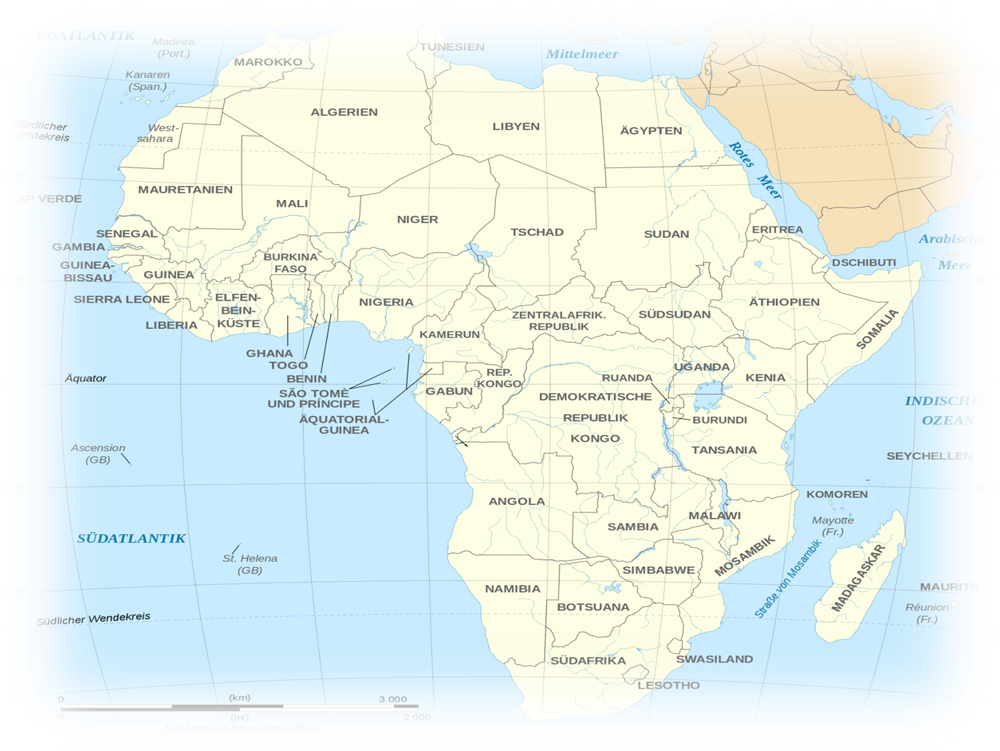 NORDATLANTIK
Madeira
(Port.)
TUNESIEN
Mittelmeer
MAROKKO
Kanaren
(Span.)
ALGERIEN
LIBYEN
ÄGYPTEN
Nördlicher
Wendekreis
West-
sahara
Rotes
Meer
MAURETANIEN
KAP VERDE
MALI
NIGER
TSCHAD
SUDAN
ERITREA
SENEGAL
GAMBIA
Arabisches
Meer
GUINEA-
BISSAU
BURKINA
FASO
DSCHIBUTI
GUINEA
SIERRA LEONE
ELFEN-
BEIN-
KÜSTE
NIGERIA
ÄTHIOPIEN
ZENTRALAFRIK.
REPUBLIK
SÜDSUDAN
SOMALIA
LIBERIA
KAMERUN
GHANA
TOGO
BENIN
UGANDA
Äquator
REP.
KONGO
RUANDA
KENIA
SÃO TOMÈ
UND PRÍNCIPE
GABUN
DEMOKRATISCHE
REPUBLIK
KONGO
INDISCHER
OZEAN
ÄQUATORIAL-
GUINEA
BURUNDI
Ascension
(GB)
TANSANIA
SEYCHELLEN
ANGOLA
KOMOREN
MALAWI
Mayotte
(Fr.)
SAMBIA
SÜDATLANTIK
St. Helena
(GB)
MOSAMBIK
Straße von Mosambik
MADAGASKAR
SIMBABWE
NAMIBIA
MAURITIUS
BOTSUANA
Réunion
(Fr.)
Südlicher Wendekreis
SÜDAFRIKA
SWASILAND
LESOTHO
0 (km) 3 000
0 (mi) 2 000
Flächentreue Azimutalprojektion